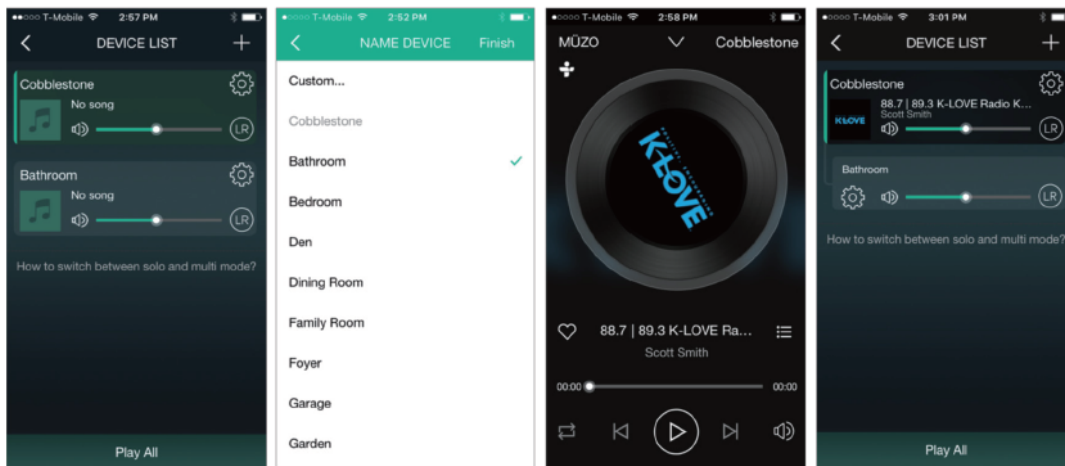 T-Mobile 2:57 PM
DEVICE LIST
Cobblestone
No song
LR
Bathroom
No song
LR
How to switch between solo and multi mode?
Play All
T-Mobile 2:52 PM
NAME DEVICE Finish
Custom...
Cobblestone
Bathroom
Bedroom
Den
Dining Room
Family Room
Foyer
Garage
Garden
T-Mobile 2:58 PM
MŪZO Cobblestone
K-LOVE
POSITIVE. ENCOURAGING
88.7 | 89.3 K-LOVE Ra...
Scott Smith
00:00 00:00
T-Mobile 3:01 PM
DEVICE LIST
Cobblestone
88.7 | 89.3 K-LOVE Radio K...
Scott Smith
K-LOVE
LR
Bathroom
LR
How to switch between solo and multi mode?
Play All